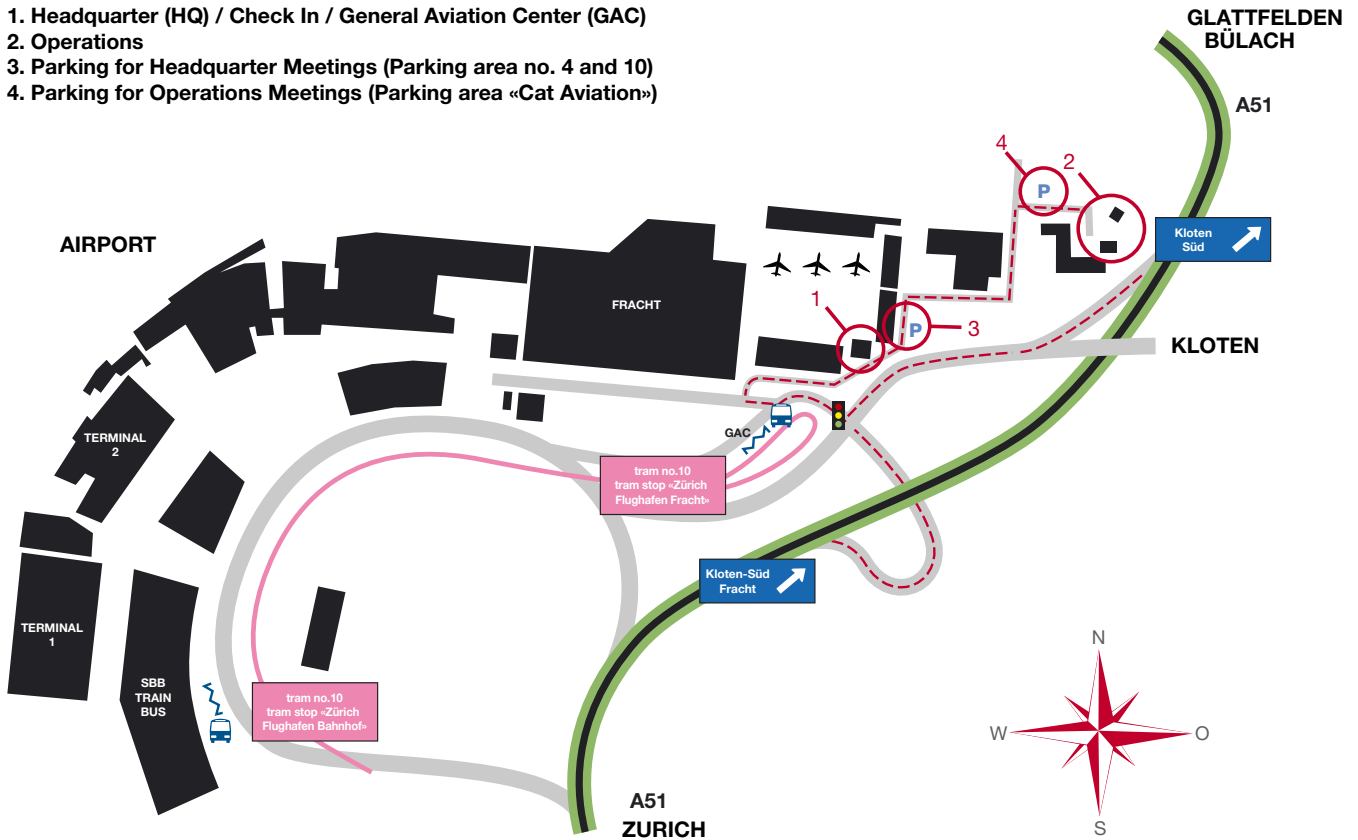 1. Headquarter (HQ) / Check In / General Aviation Center (GAC)
2. Operations
3. Parking for Headquarter Meetings (Parking area no. 4 and 10)
4. Parking for Operations Meetings (Parking area «Cat Aviation»)
GLATTFELDEN
BÜLACH
A51
4
2
P
AIRPORT
Kloten
Süd
FRACHT
1
P
3
KLOTEN
TERMINAL
2
GAC
tram no.10
tram stop «Zürich
Flughafen Fracht»
Kloten-Süd
Fracht
TERMINAL
1
SBB
TRAIN
BUS
tram no.10
tram stop «Zürich
Flughafen Bahnhof»
N
W
O
S
A51
ZURICH